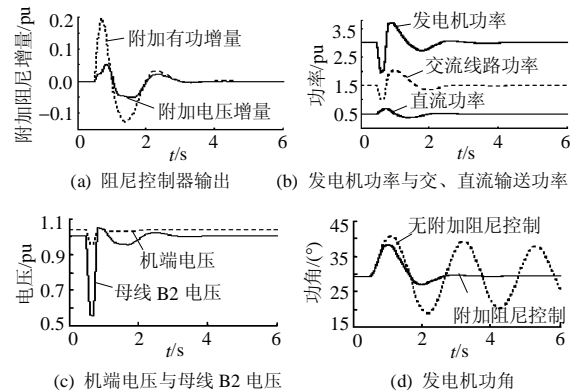 附加阻尼增量/pu
0.2
0.1
0.0
−0.1
附加有功增量
附加电压增量
0 2 4 6
t/s
(a) 阻尼控制器输出
功率/pu
3.5
2.5
1.5
0.5
发电机功率
交流线路功率
直流功率
0 2 4 6
t/s
(b) 发电机功率与交、直流输送功率
电压/pu
1.1
0.9
0.7
0.5
机端电压
母线 B2 电压
0 2 4 6
t/s
(c) 机端电压与母线 B2 电压
功角/(°)
45
35
25
15
无附加阻尼控制
附加阻尼控制
0 2 4 6
t/s
(d) 发电机功角